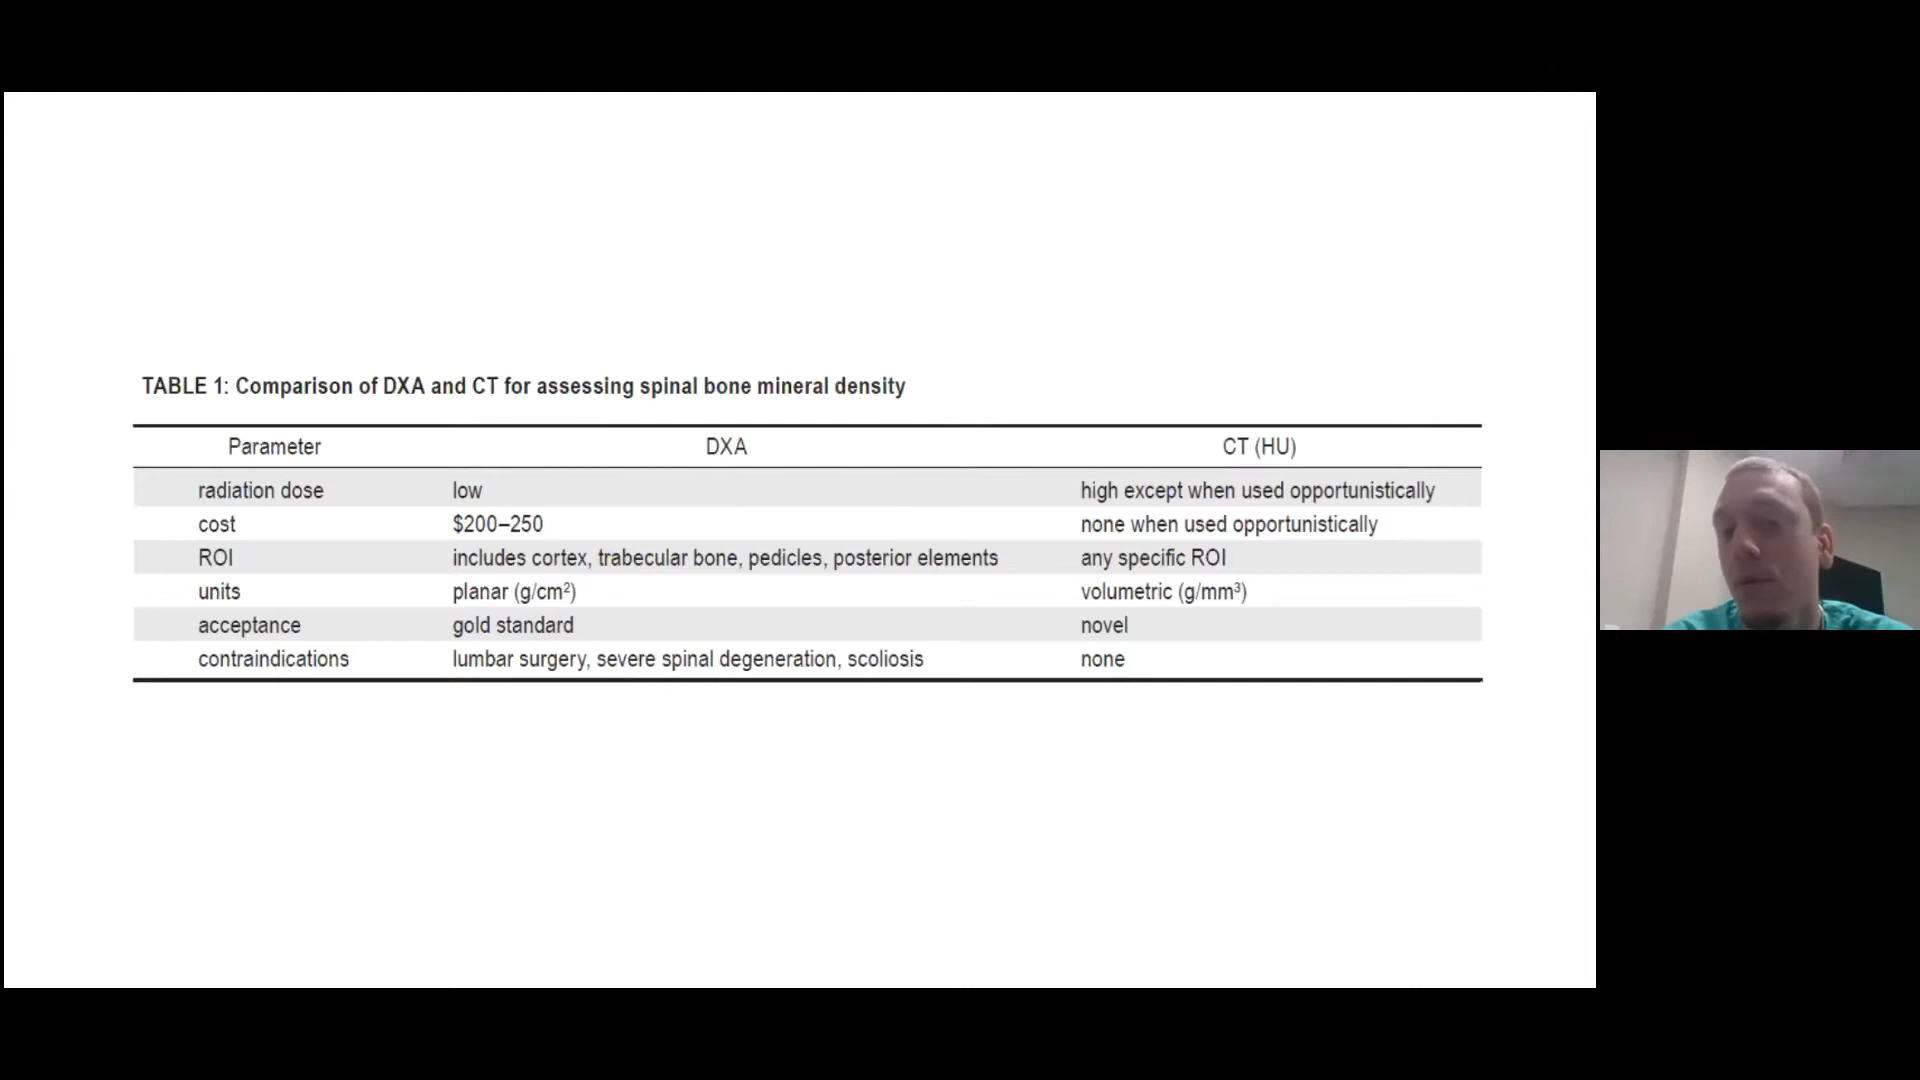 TABLE 1: Comparison of DXA and CT for assessing spinal bone mineral density
Parameter DXA CT (HU)
radiation dose low high except when used opportunistically
cost $200–250 none when used opportunistically
ROI includes cortex, trabecular bone, pedicles, posterior elements any specific ROI
units planar (g/cm²) volumetric (g/mm³)
acceptance gold standard novel
contraindications lumbar surgery, severe spinal degeneration, scoliosis none